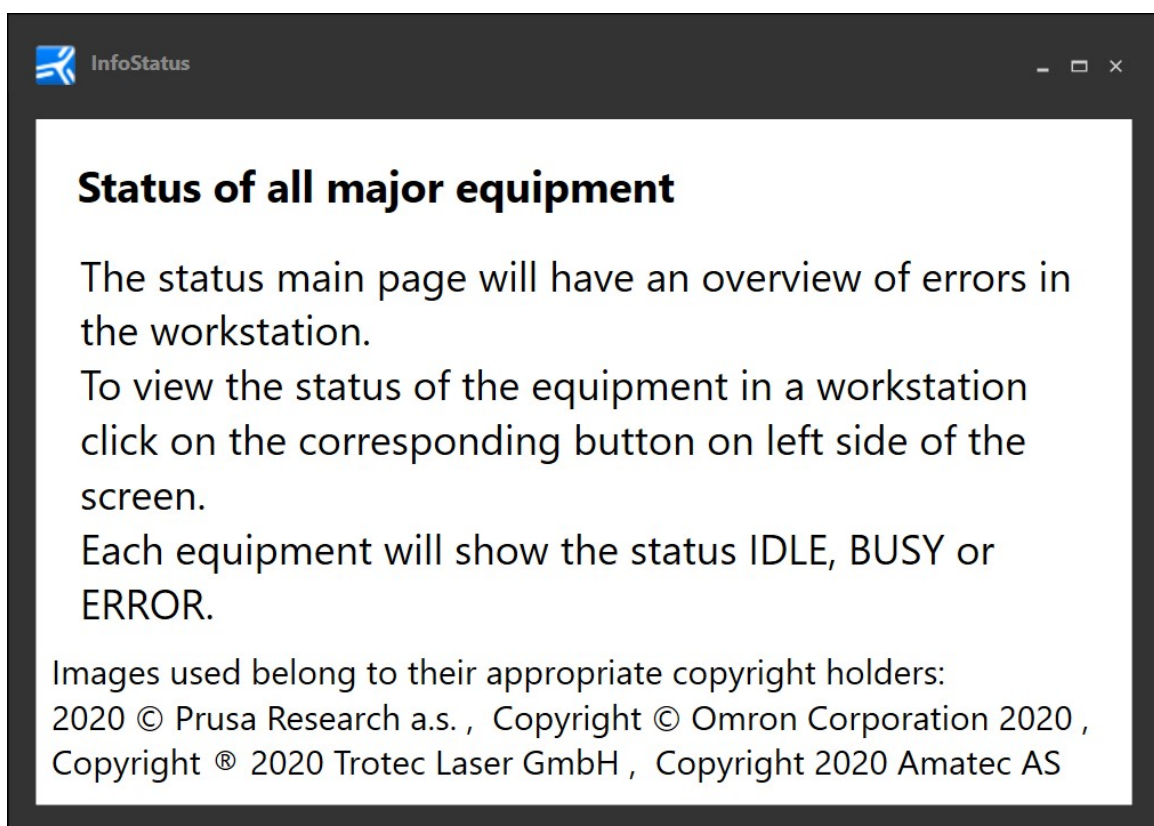 InfoStatus
Status of all major equipment
The status main page will have an overview of errors in
the workstation.
To view the status of the equipment in a workstation
click on the corresponding button on left side of the
screen.
Each equipment will show the status IDLE, BUSY or
ERROR.
Images used belong to their appropriate copyright holders:
2020 © Prusa Research a.s. ,  Copyright © Omron Corporation 2020 ,
Copyright ® 2020 Trotec Laser GmbH ,  Copyright 2020 Amatec AS